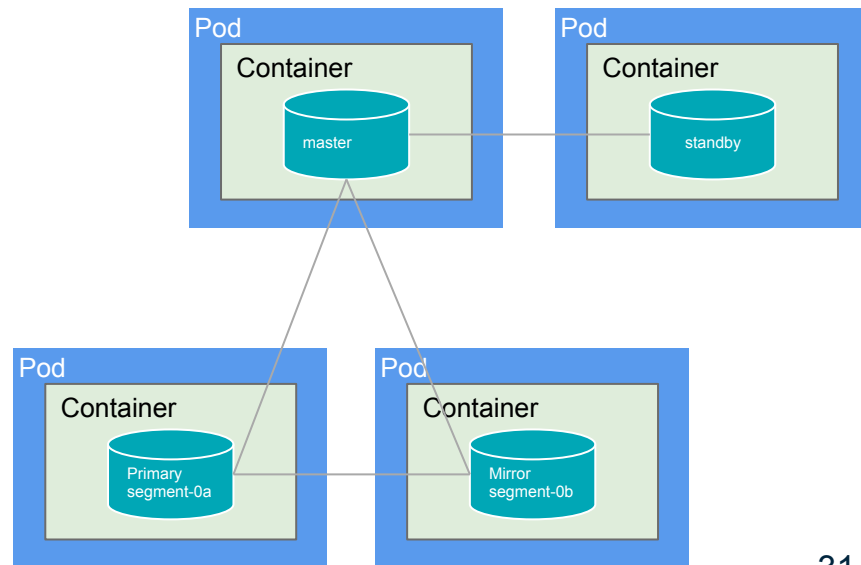 Pod
Container
master
Pod
Container
standby
Pod
Container
Primary
segment-0a
Pod
Container
Mirror
segment-0b